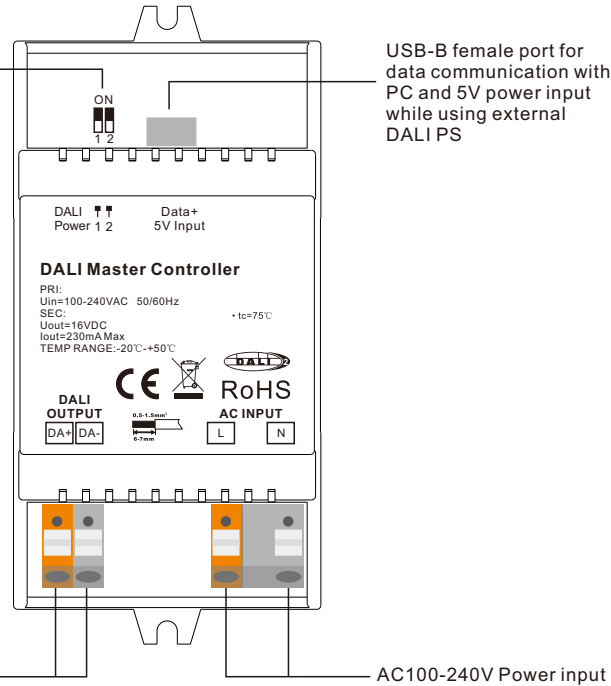 USB-B female port for
data communication with
PC and 5V power input
while using external
DALI PS
ON
1 2
DALI
Power 1 2
Data+
5V Input
DALI Master Controller
PRI:
Uin=100-240VAC 50/60Hz
SEC:
Uout=16VDC
Iout=230mA Max
TEMP RANGE:-20℃-+50℃
• tc=75℃
CE
DALI 2
RoHS
DALI
OUTPUT
DA+ DA-
0.5-1.5mm²
6-7mm
AC INPUT
L N
AC100-240V Power input